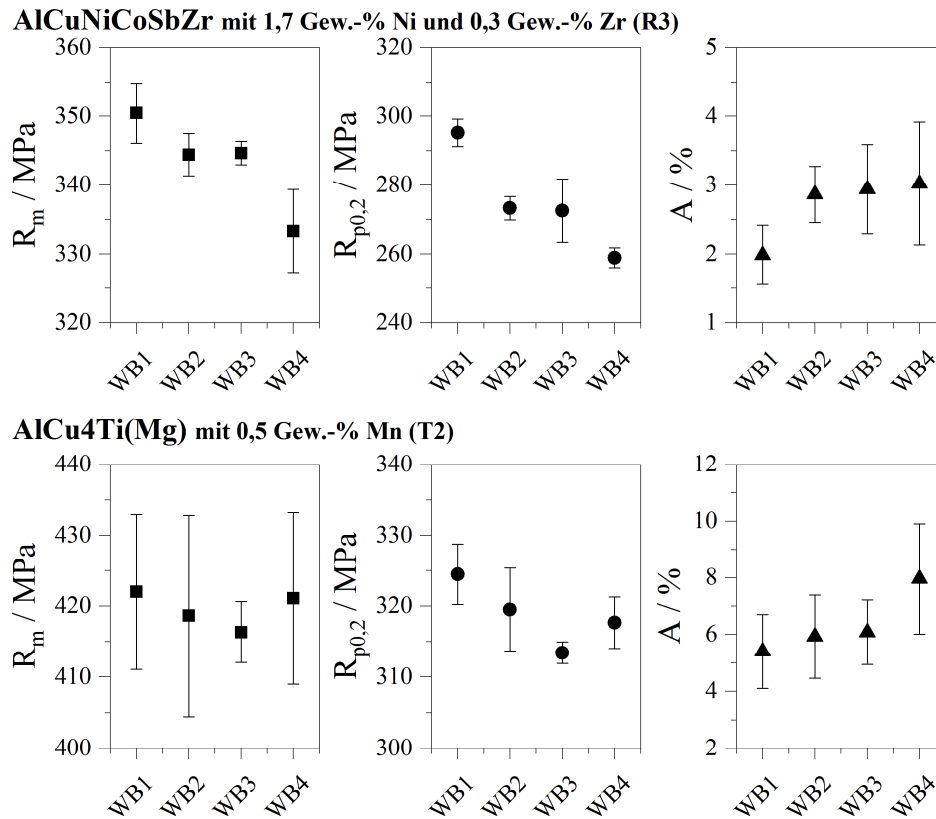 AlCuNiCoSbZr mit 1,7 Gew.-% Ni und 0,3 Gew.-% Zr (R3)
R_m / MPa
360
350
340
330
320
WB1 WB2 WB3 WB4
R_p0,2 / MPa
320
300
280
260
240
WB1 WB2 WB3 WB4
A / %
5
4
3
2
1
WB1 WB2 WB3 WB4
AlCu4Ti(Mg) mit 0,5 Gew.-% Mn (T2)
R_m / MPa
440
430
420
410
400
WB1 WB2 WB3 WB4
R_p0,2 / MPa
340
330
320
310
300
WB1 WB2 WB3 WB4
A / %
12
10
8
6
4
2
WB1 WB2 WB3 WB4